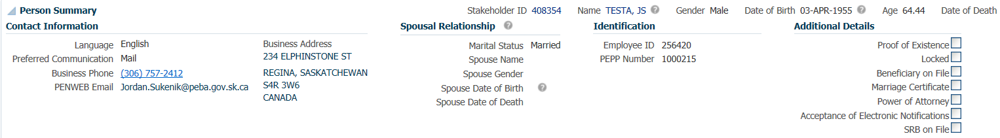 Person Summary Stakeholder ID 408354 Name TESTA, JS Gender Male Date of Birth 03-APR-1955 Age 64.44 Date of Death
Contact Information
Language English
Preferred Communication Mail
Business Phone (306) 757-2412
PENWEB Email Jordan.Sukenik@peba.gov.sk.ca
Business Address
234 ELPHINSTONE ST
REGINA, SASKATCHEWAN
S4R 3W6
CANADA
Spousal Relationship
Marital Status Married
Spouse Name
Spouse Gender
Spouse Date of Birth
Spouse Date of Death
Identification
Employee ID 256420
PEPP Number 1000215
Additional Details
Proof of Existence
Locked
Beneficiary on File
Marriage Certificate
Power of Attorney
Acceptance of Electronic Notifications
SRB on File